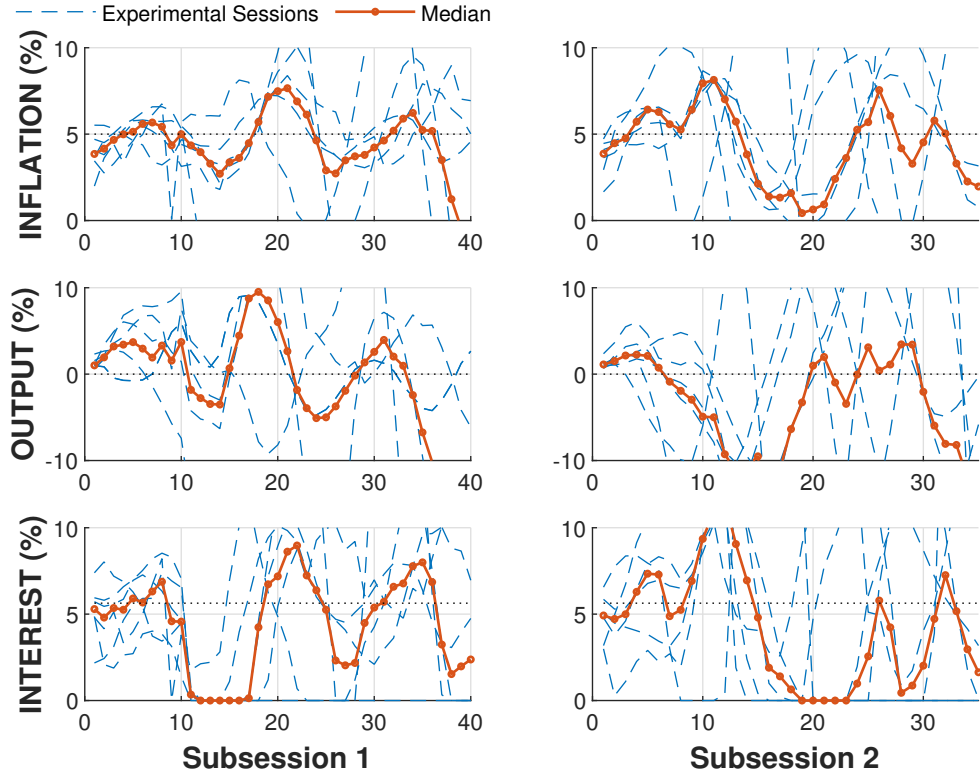 Experimental Sessions Median
INFLATION (%)
10
5
0
0 10 20 30 40
10
5
0
0 10 20 30
OUTPUT (%)
10
0
-10
0 10 20 30 40
10
0
-10
0 10 20 30
INTEREST (%)
10
5
0
0 10 20 30 40
10
5
0
0 10 20 30
Subsession 1
Subsession 2